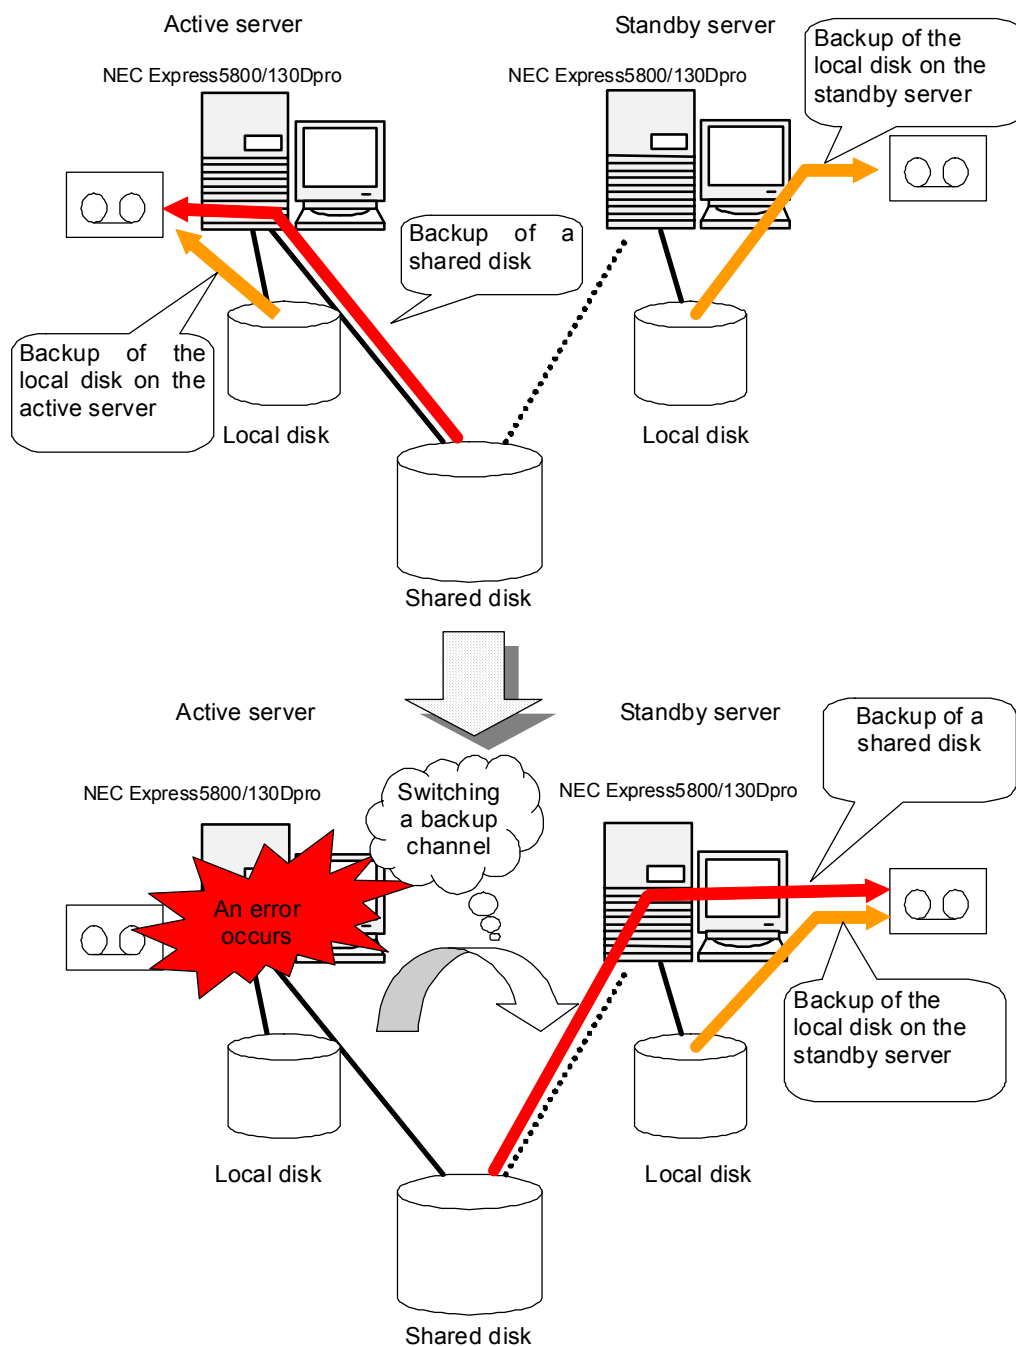 Active server
Standby server
NEC Express5800/130Dpro
NEC Express5800/130Dpro
Backup of the
local disk on the
standby server
Backup of a
shared disk
Backup of the
local disk on the
active server
Local disk
Local disk
Shared disk
Active server
Standby server
Backup of a
shared disk
NEC Express5800/130Dpro
NEC Express5800/130Dpro
Switching
a backup
channel
An error
occurs
Backup of the
local disk on the
standby server
Local disk
Local disk
Shared disk